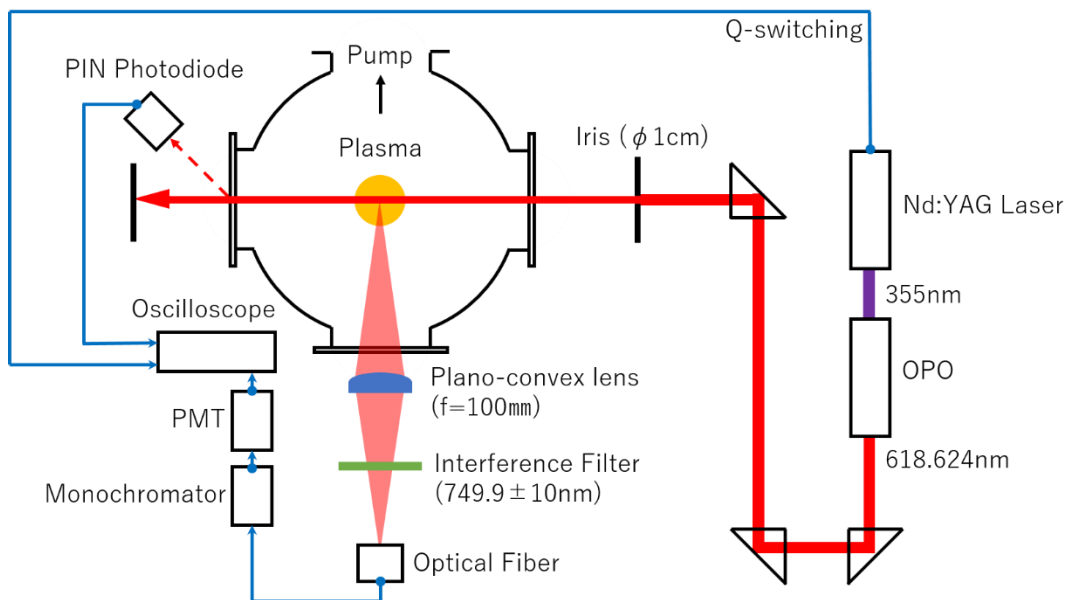 Q-switching
Pump
PIN Photodiode
Iris (φ1cm)
Plasma
Nd:YAG Laser
355nm
Oscilloscope
OPO
Plano-convex lens
(f=100㎜)
PMT
618.624nm
Interference Filter
(749.9±10nm)
Monochromator
Optical Fiber